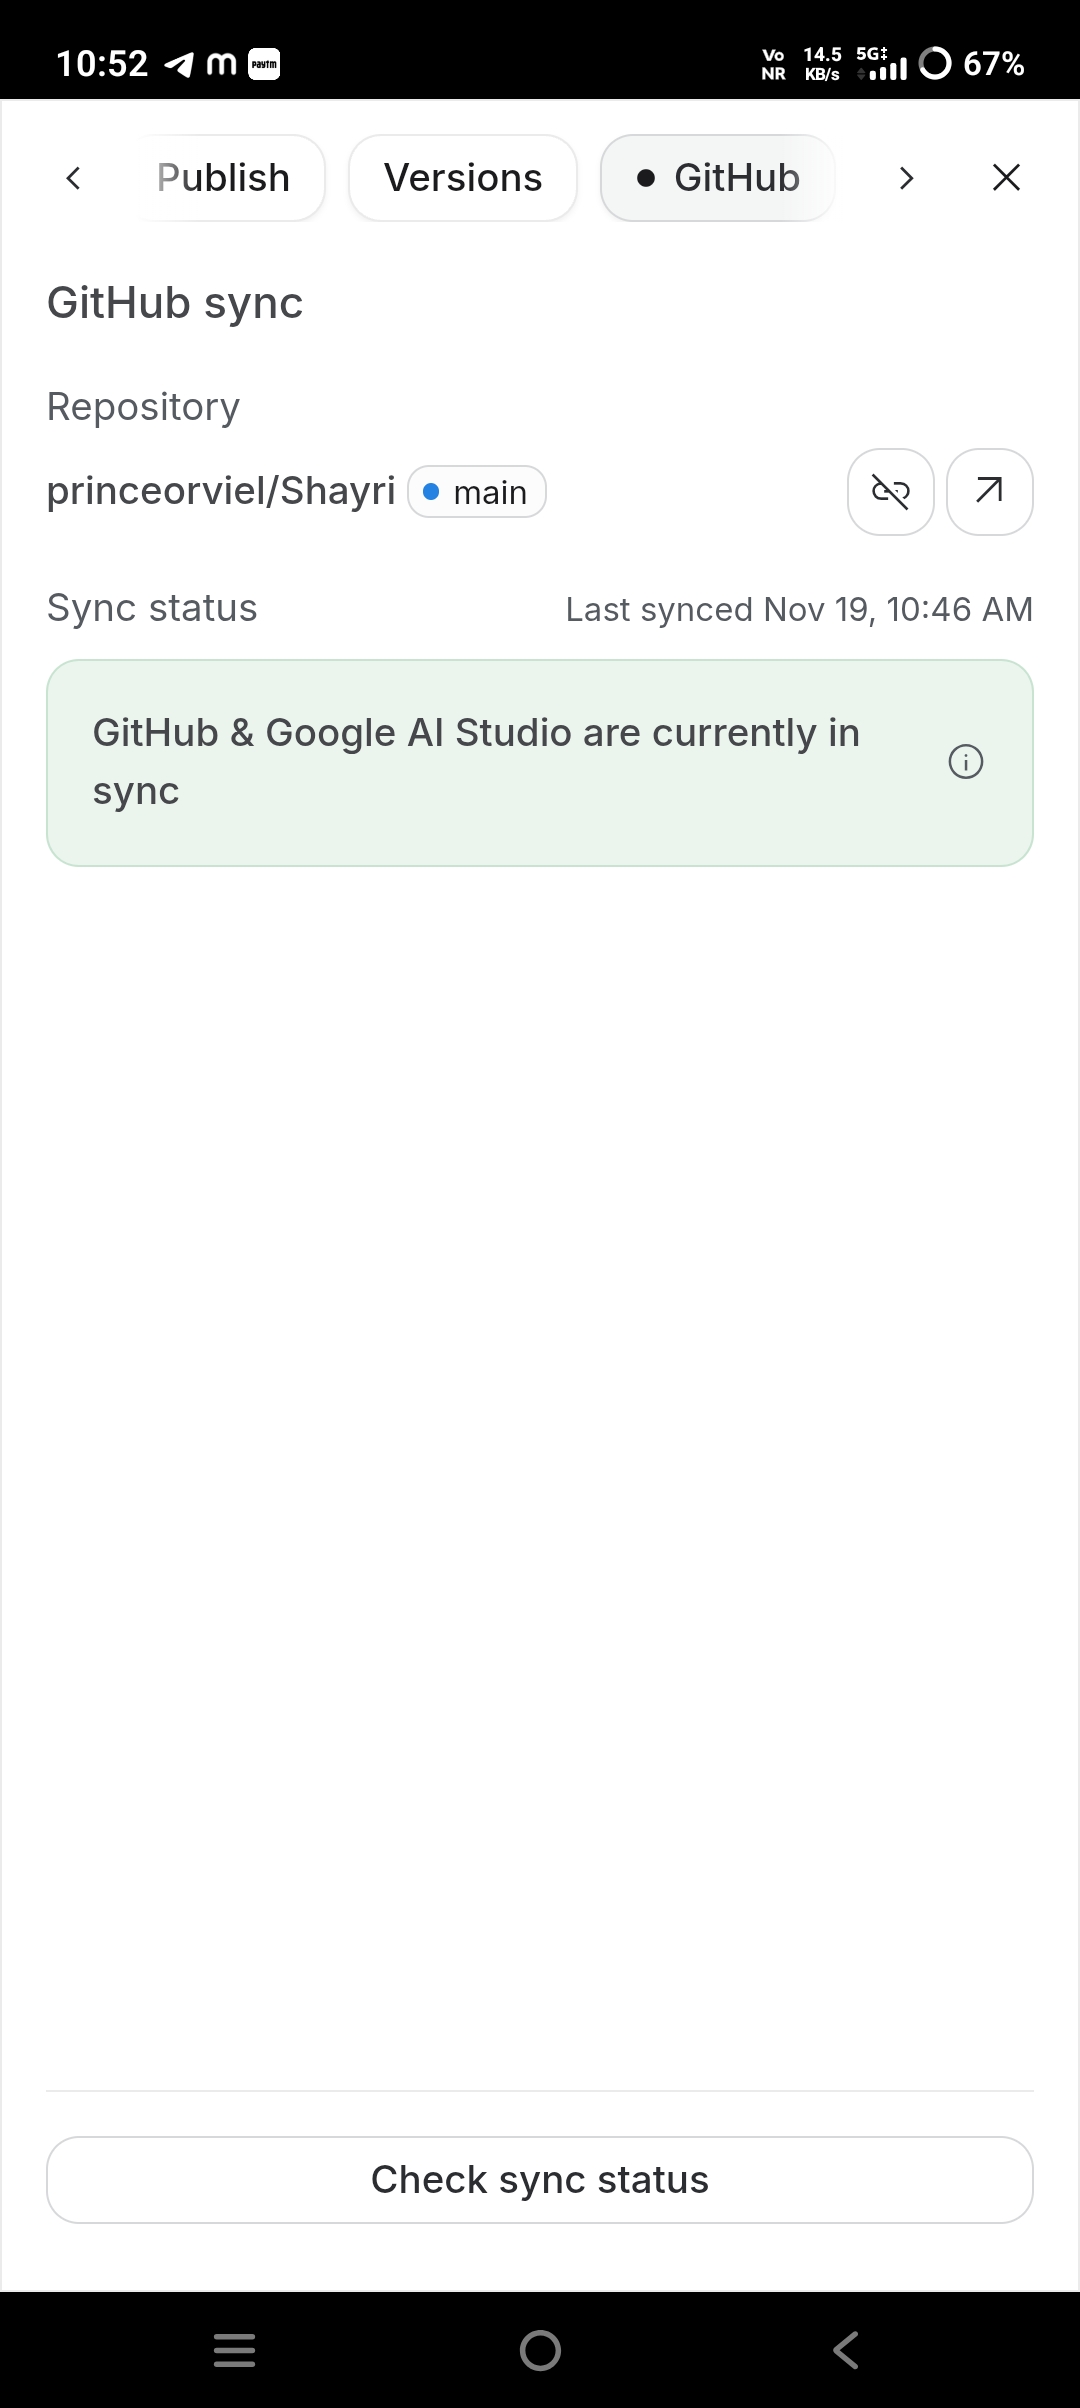 10:52 m paytm Vo NR 14.5 KB/s 5G 67%
Publish Versions GitHub
GitHub sync
Repository
princeorviel/Shayri main
Sync status Last synced Nov 19, 10:46 AM
GitHub & Google AI Studio are currently in
sync
Check sync status